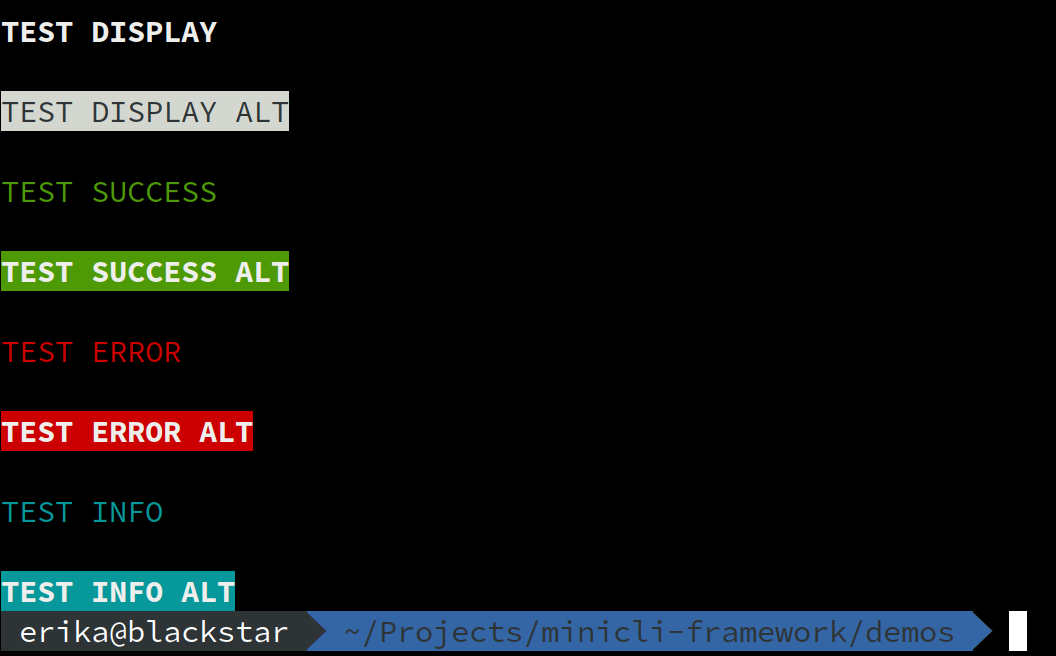 TEST DISPLAY
TEST DISPLAY ALT
TEST SUCCESS
TEST SUCCESS ALT
TEST ERROR
TEST ERROR ALT
TEST INFO
TEST INFO ALT
erika@blackstar ~/Projects/minicli-framework/demos